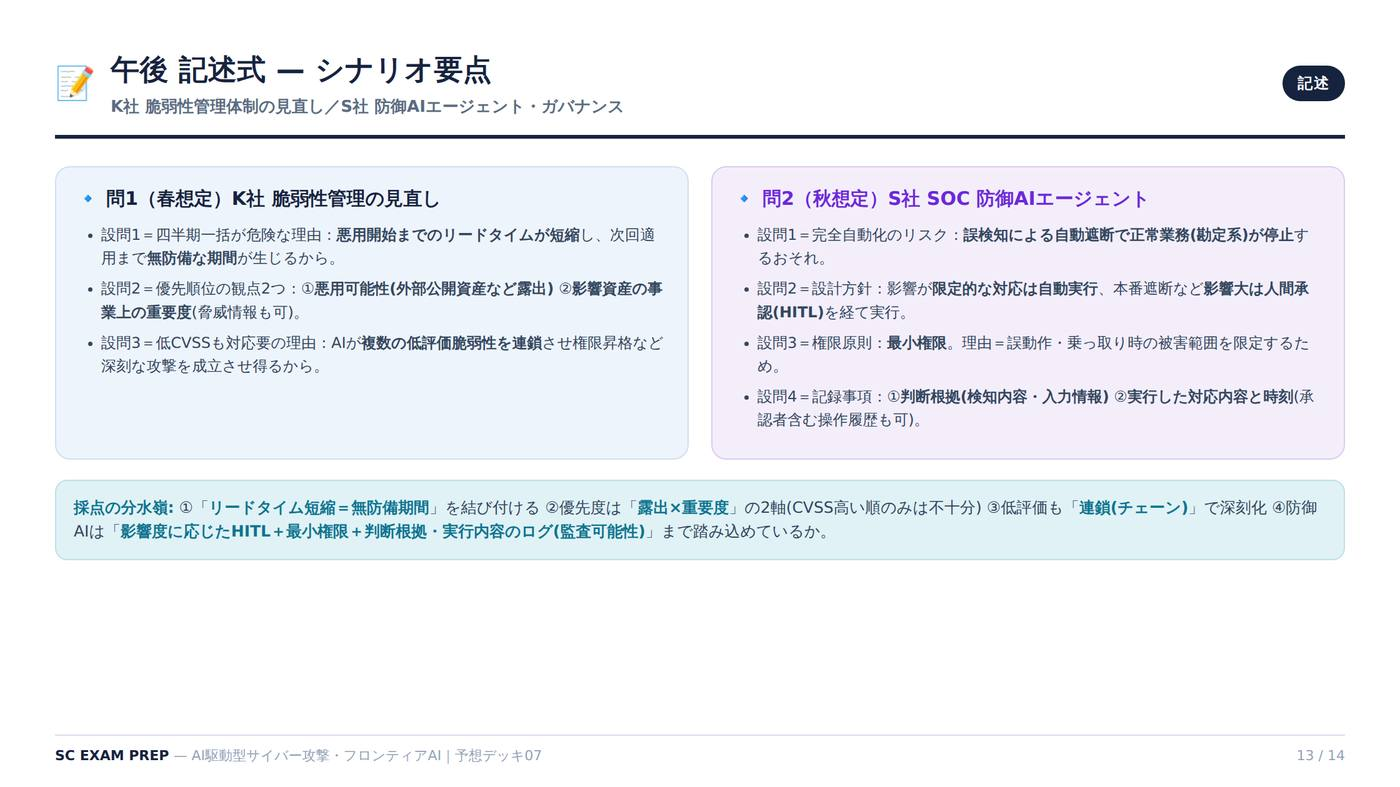 午後 記述式 — シナリオ要点
K社 脆弱性管理体制の見直し／S社 防御AIエージェント・ガバナンス
記述
問1（春想定）K社 脆弱性管理の見直し
• 設問1＝四半期一括が危険な理由：悪用開始までのリードタイムが短縮し、次回適
用まで無防備な期間が生じるから。
• 設問2＝優先順位の観点2つ：①悪用可能性(外部公開資産など露出) ②影響資産の事
業上の重要度(脅威情報も可)。
• 設問3＝低CVSSも対応要の理由：AIが複数の低評価脆弱性を連鎖させ権限昇格など
深刻な攻撃を成立させ得るから。
問2（秋想定）S社 SOC 防御AIエージェント
• 設問1＝完全自動化のリスク：誤検知による自動遮断で正常業務(勘定系)が停止す
るおそれ。
• 設問2＝設計方針：影響が限定的な対応は自動実行、本番遮断など影響大は人間承
認(HITL)を経て実行。
• 設問3＝権限原則：最小権限。理由＝誤動作・乗っ取り時の被害範囲を限定するた
め。
• 設問4＝記録事項：①判断根拠(検知内容・入力情報) ②実行した対応内容と時刻(承
認者含む操作履歴も可)。
採点の分水嶺: ①「リードタイム短縮＝無防備期間」を結び付ける ②優先度は「露出×重要度」の2軸(CVSS高い順のみは不十分) ③低評価も「連鎖(チェーン)」で深刻化 ④防御
AIは「影響度に応じたHITL＋最小権限＋判断根拠・実行内容のログ(監査可能性)」まで踏み込めているか。
SC EXAM PREP — AI駆動型サイバー攻撃・フロンティアAI｜予想デッキ07
13 / 14